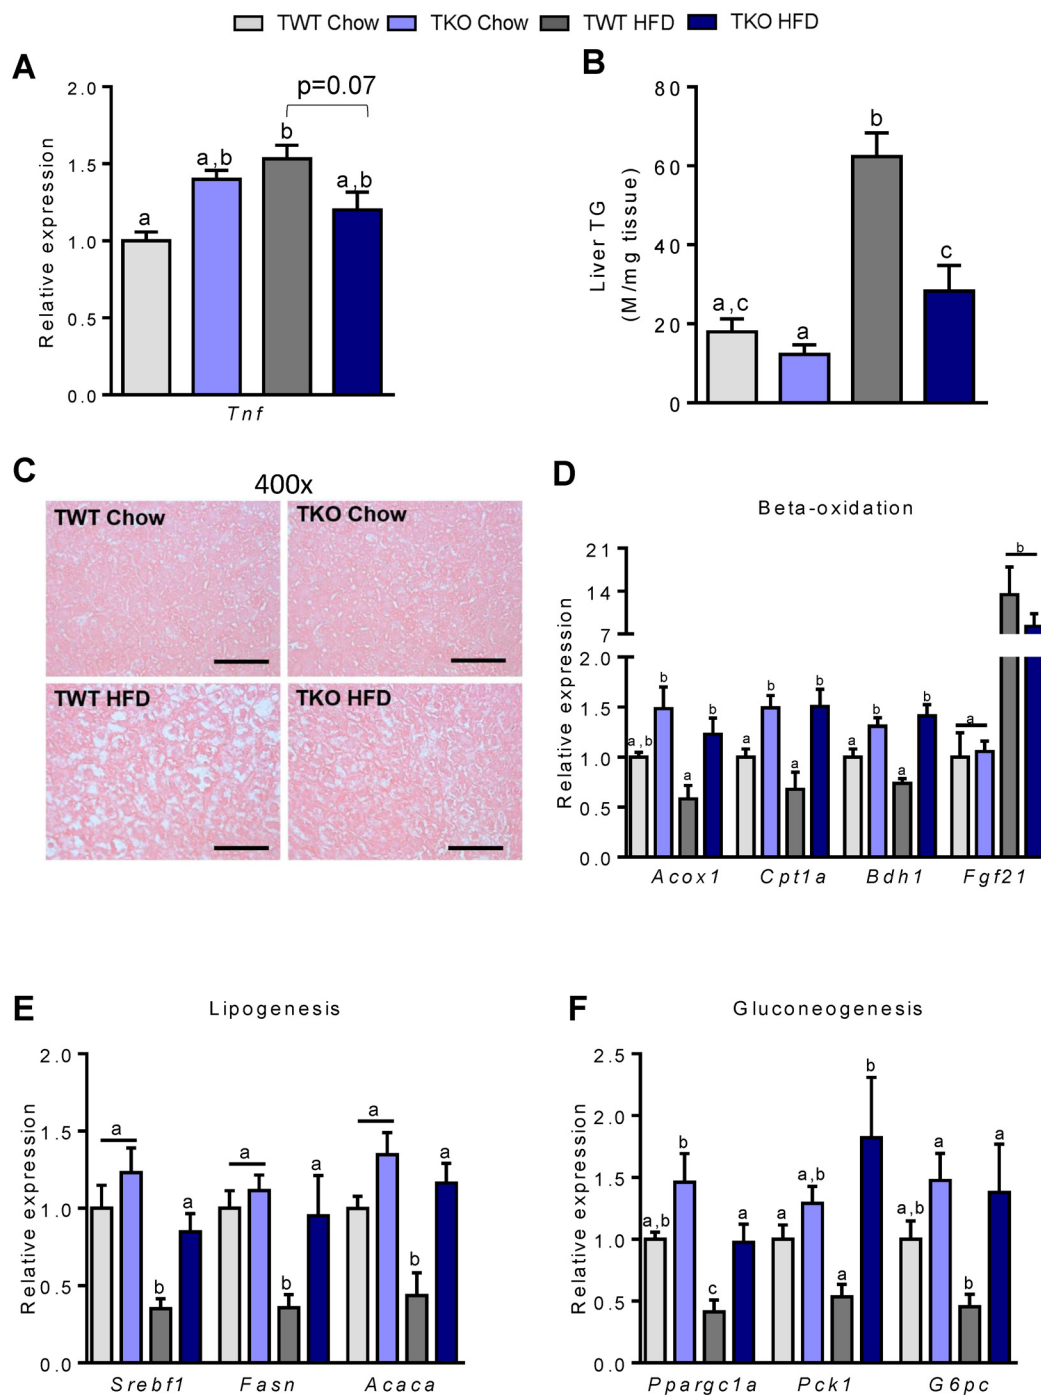 TWT Chow TKO Chow TWT HFD TKO HFD
A
p=0.07
Relative expression
2.0
1.5
1.0
0.5
0.0
a
a,b
b
a,b
Tnf
B
Liver TG
(M/mg tissue)
80
60
40
20
0
a,c
a
b
c
C
400x
TWT Chow
TKO Chow
TWT HFD
TKO HFD
D
Beta-oxidation
Relative expression
21
14
7
2.0
1.5
1.0
0.5
0.0
a,b
b
a
b
a
b
a
b
a
b
a
b
a
b
Acox1 Cpt1a Bdh1 Fgf21
E
Lipogenesis
Relative expression
2.0
1.5
1.0
0.5
0.0
a
b
a
a
b
a
a
b
a
Srebf1 Fasn Acaca
F
Gluconeogenesis
Relative expression
2.5
2.0
1.5
1.0
0.5
0.0
a,b
b
c
a
a
a,b
a
b
a,b
a
b
a
Ppargc1a Pck1 G6pc